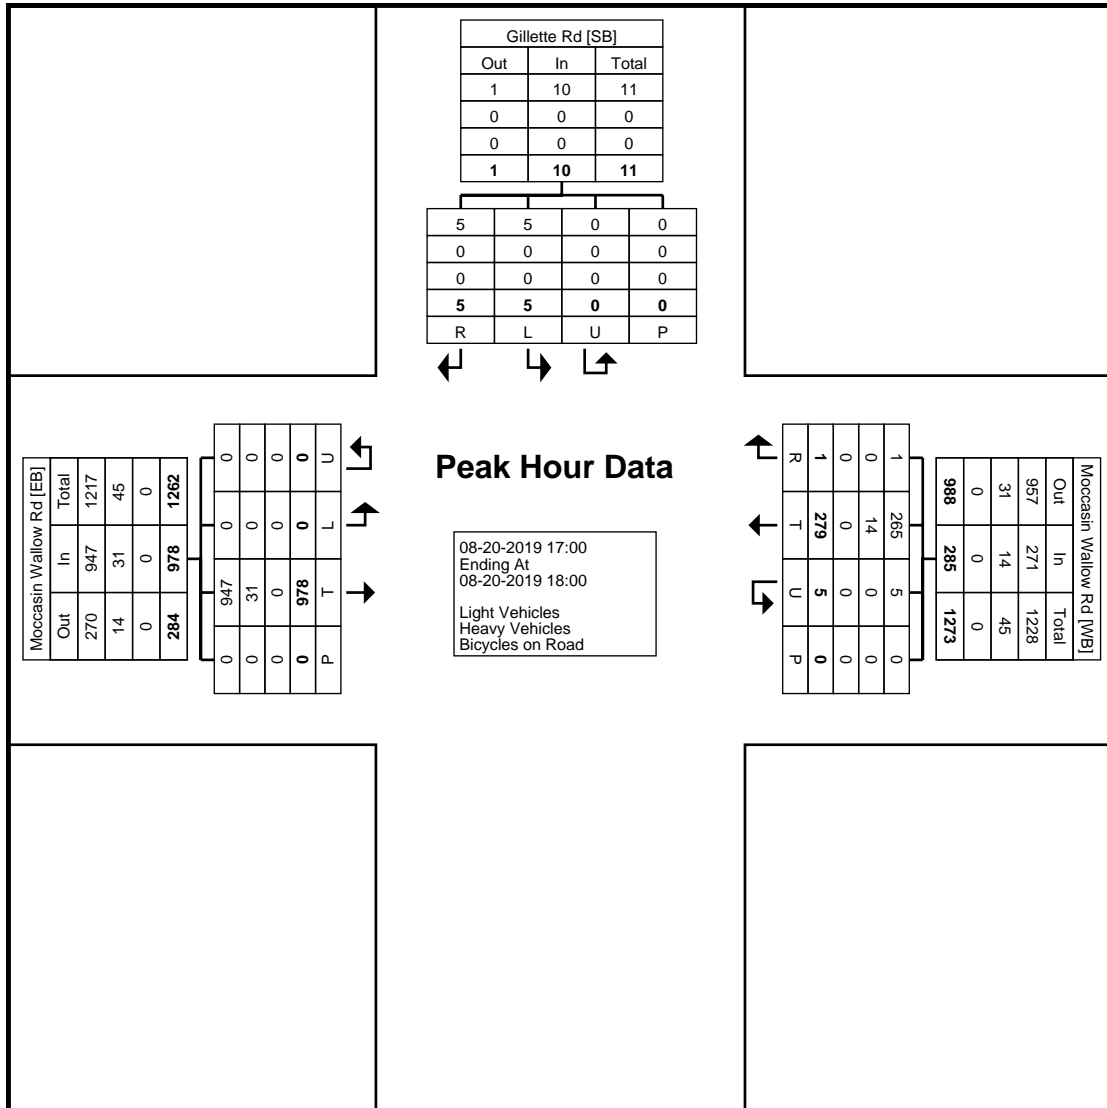 Gillette Rd [SB]
Out In Total
1 10 11
0 0 0
0 0 0
1 10 11
5 5 0 0
0 0 0 0
0 0 0 0
5 5 0 0
R L U P
Moccasin Wallow Rd [EB]
Total In Out
1217 947 270
45 31 14
0 0 0
1262 978 284
0 0 947 0
0 0 31 0
0 0 0 0
0 0 978 0
U L T P
Peak Hour Data
08-20-2019 17:00
Ending At
08-20-2019 18:00
Light Vehicles
Heavy Vehicles
Bicycles on Road
Moccasin Wallow Rd [WB]
Out In Total
957 271 1228
31 14 45
0 0 0
988 285 1273
1 265 5 0
0 14 0 0
0 0 0 0
1 279 5 0
R T U P